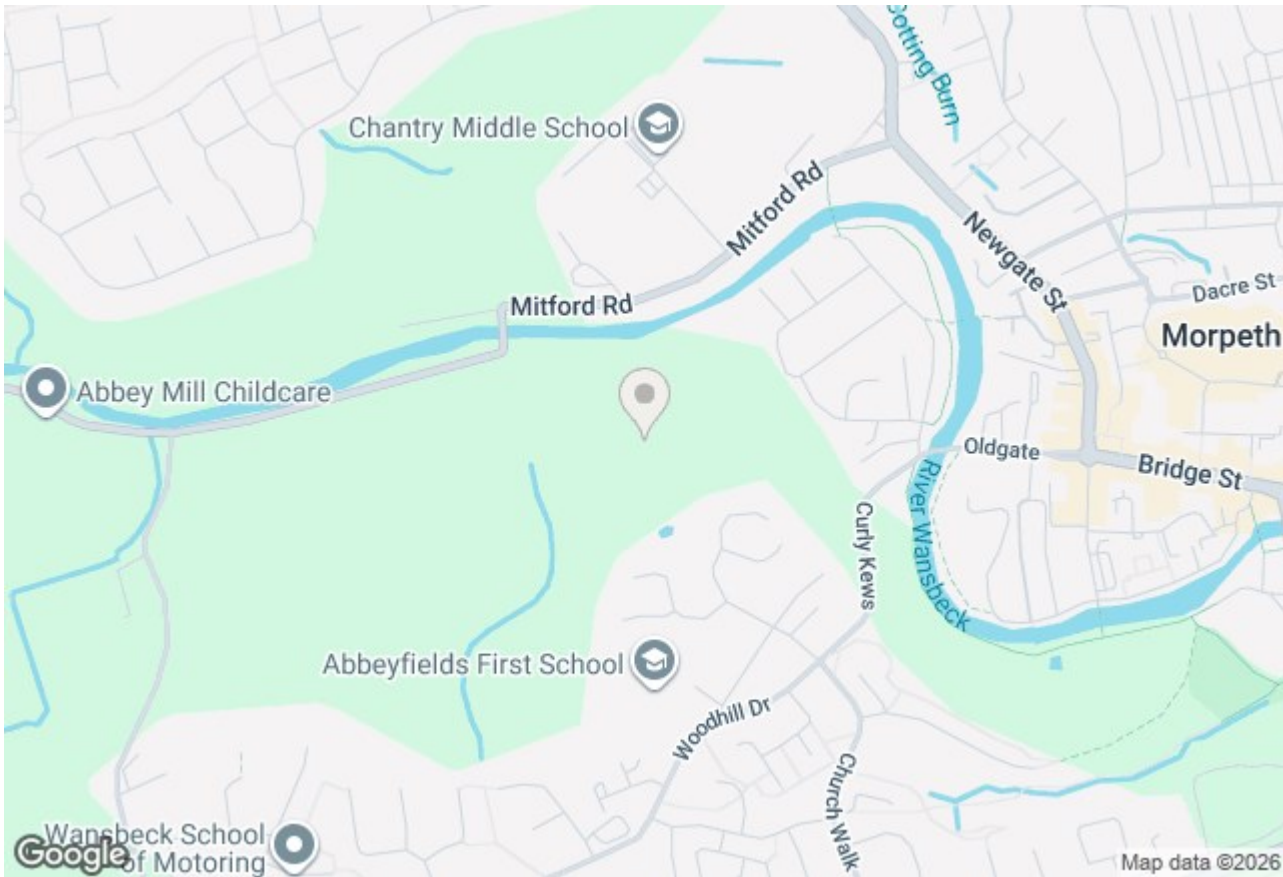 Cotting Burn
Chantry Middle School
Mitford Rd
Newgate St
Dacre St
Mitford Rd
Morpeth
Abbey Mill Childcare
Oldgate
Bridge St
River Wansbeck
Curly Kews
Abbeyfields First School
Woodhill Dr
Church Walk
Wansbeck School
of Motoring
Google
Map data ©2026